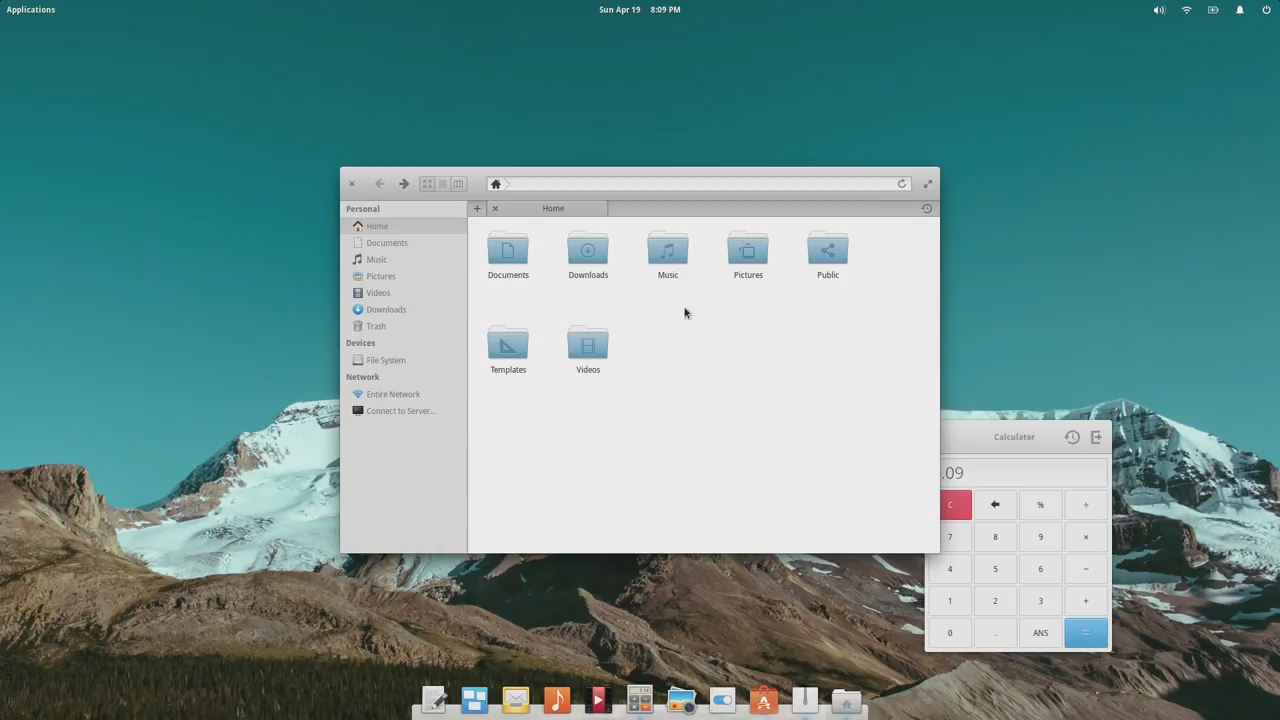 Applications
Sun Apr 19 8:09 PM
Personal
Home
Documents
Music
Pictures
Videos
Downloads
Trash
Devices
File System
Network
Entire Network
Connect to Server...
Home
Documents
Downloads
Music
Pictures
Public
Templates
Videos
Calculator
.09
C
%
÷
7
8
9
×
4
5
6
−
1
2
3
+
0
.
ANS
=